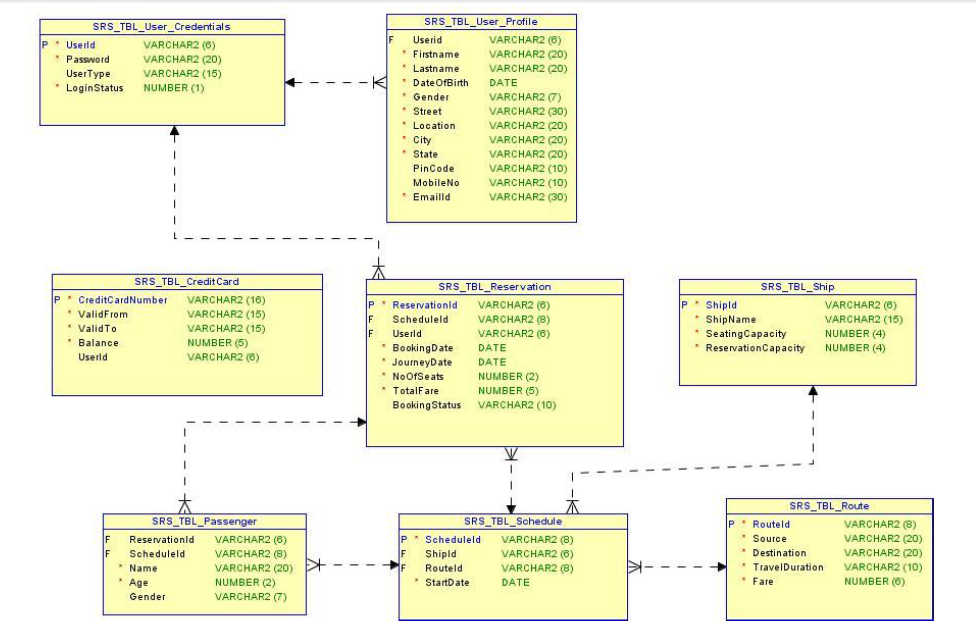 SRS_TBL_User_Credentials
P * UserId VARCHAR2 (6)
* Password VARCHAR2 (20)
UserType VARCHAR2 (15)
* LoginStatus NUMBER (1)
SRS_TBL_User_Profile
F Userid VARCHAR2 (6)
* Firstname VARCHAR2 (20)
* Lastname VARCHAR2 (20)
* DateOfBirth DATE
* Gender VARCHAR2 (7)
* Street VARCHAR2 (30)
* Location VARCHAR2 (20)
* City VARCHAR2 (20)
* State VARCHAR2 (20)
PinCode VARCHAR2 (10)
MobileNo VARCHAR2 (10)
* EmailId VARCHAR2 (30)
SRS_TBL_CreditCard
P * CreditCardNumber VARCHAR2 (16)
* ValidFrom VARCHAR2 (15)
* ValidTo VARCHAR2 (15)
* Balance NUMBER (5)
UserId VARCHAR2 (6)
SRS_TBL_Reservation
P * ReservationId VARCHAR2 (6)
F ScheduleId VARCHAR2 (8)
F UserId VARCHAR2 (6)
* BookingDate DATE
* JourneyDate DATE
* NoOfSeats NUMBER (2)
* TotalFare NUMBER (5)
BookingStatus VARCHAR2 (10)
SRS_TBL_Ship
P * ShipId VARCHAR2 (6)
* ShipName VARCHAR2 (15)
* SeatingCapacity NUMBER (4)
* ReservationCapacity NUMBER (4)
SRS_TBL_Passenger
F ReservationId VARCHAR2 (6)
F ScheduleId VARCHAR2 (8)
* Name VARCHAR2 (20)
* Age NUMBER (2)
Gender VARCHAR2 (7)
SRS_TBL_Schedule
P * ScheduleId VARCHAR2 (8)
F ShipId VARCHAR2 (6)
F RouteId VARCHAR2 (8)
* StartDate DATE
SRS_TBL_Route
P * RouteId VARCHAR2 (8)
* Source VARCHAR2 (20)
* Destination VARCHAR2 (20)
* TravelDuration VARCHAR2 (10)
* Fare NUMBER (6)